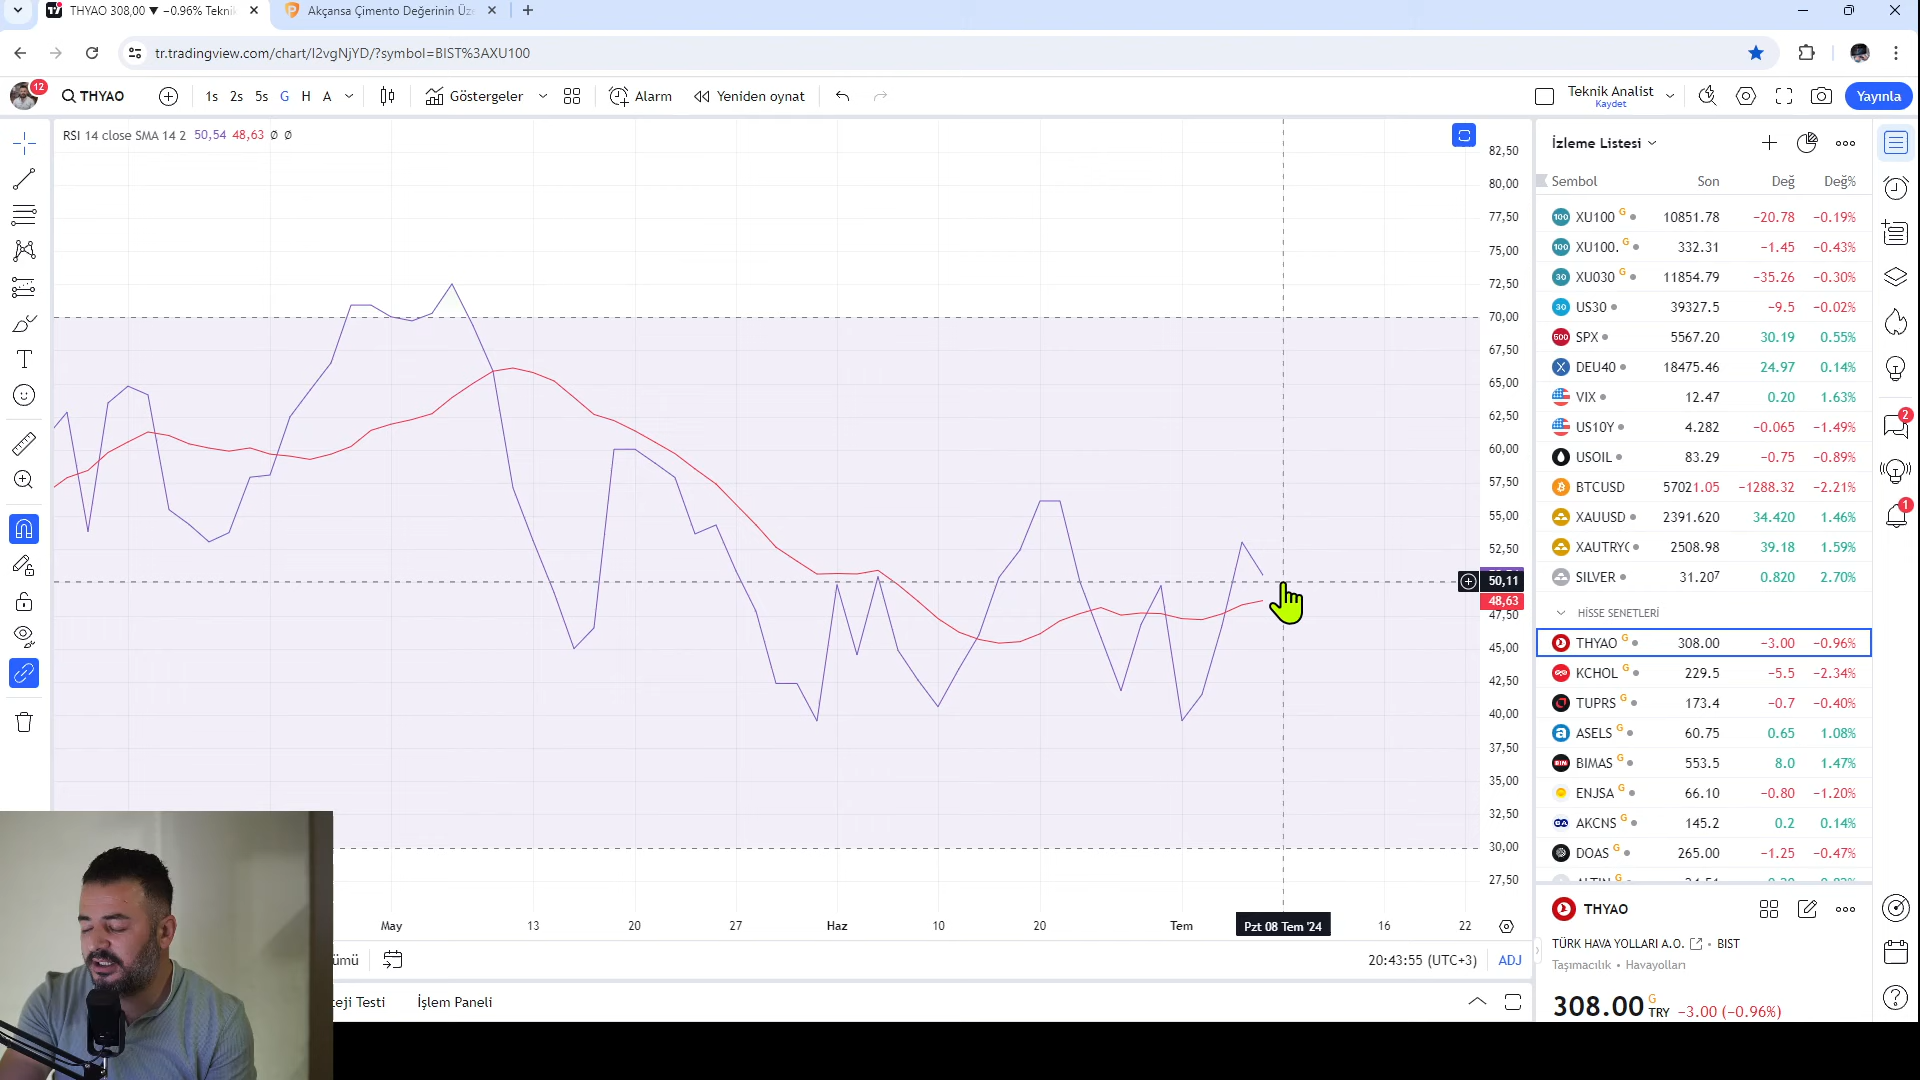 THYAO 308,00 ▼ −0.96% Teknik
Akçansa Çimento Değerinin Üz
tr.tradingview.com/chart/I2vgNjYD/?symbol=BIST%3AXU100
12
THYAO
1s 2s 5s G H A
Göstergeler
Alarm
Yeniden oynat
Teknik Analist
Kaydet
Yayınla
RSI 14 close SMA 14 2 50,54 48,63 Ø Ø
82,50
80,00
77,50
75,00
72,50
70,00
67,50
65,00
62,50
60,00
57,50
55,00
52,50
50,11
48,63
47,50
45,00
42,50
40,00
37,50
35,00
32,50
30,00
27,50
May 13 20 27 Haz 10 20 Tem Pzt 08 Tem '24 16 22
ümü
20:43:55 (UTC+3) ADJ
eji Testi İşlem Paneli
İzleme Listesi
Sembol Son Değ Değ%
XU100 G 10851.78 −20.78 −0.19%
XU100. G 332.31 −1.45 −0.43%
XU030 G 11854.79 −35.26 −0.30%
US30 39327.5 −9.5 −0.02%
SPX 5567.20 30.19 0.55%
DEU40 18475.46 24.97 0.14%
VIX 12.47 0.20 1.63%
US10Y 4.282 −0.065 −1.49%
USOIL 83.29 −0.75 −0.89%
BTCUSD 57021.05 −1288.32 −2.21%
XAUUSD 2391.620 34.420 1.46%
XAUTRYG 2508.98 39.18 1.59%
SILVER 31.207 0.820 2.70%
HİSSE SENETLERİ
THYAO G 308.00 −3.00 −0.96%
KCHOL G 229.5 −5.5 −2.34%
TUPRS G 173.4 −0.7 −0.40%
ASELS G 60.75 0.65 1.08%
BIMAS G 553.5 8.0 1.47%
ENJSA G 66.10 −0.80 −1.20%
AKCNS G 145.2 0.2 0.14%
DOAS G 265.00 −1.25 −0.47%
THYAO
TÜRK HAVA YOLLARI A.O. • BIST
Taşımacılık • Havayolları
308.00 G TRY −3.00 (−0.96%)
2
1